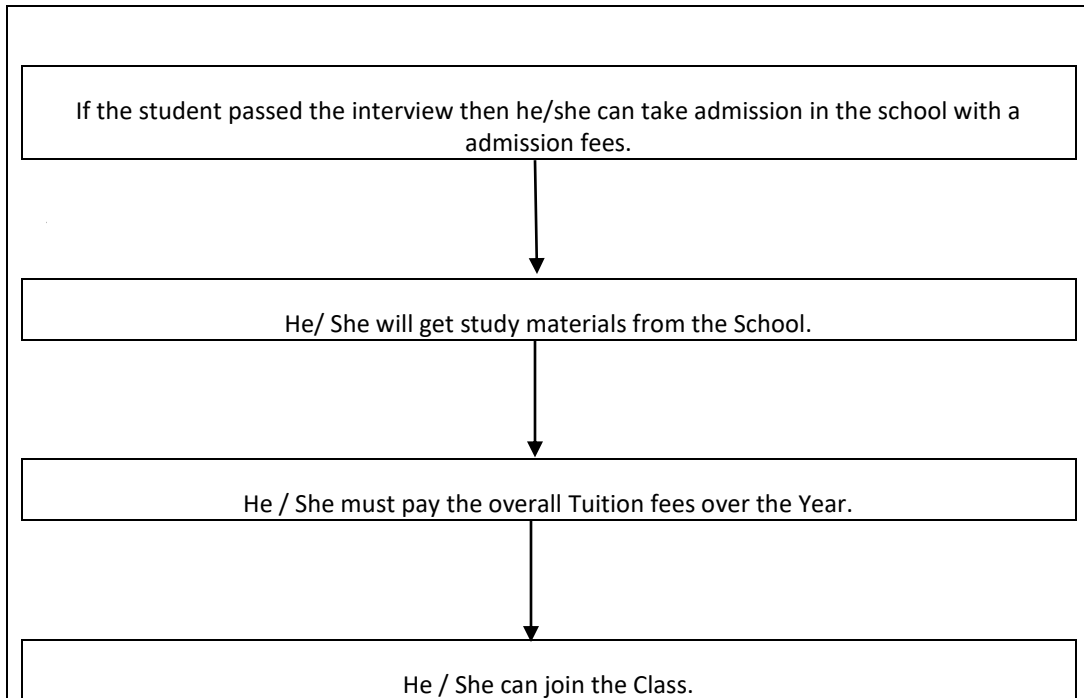 If the student passed the interview then he/she can take admission in the school with a
admission fees.
He/ She will get study materials from the School.
He / She must pay the overall Tuition fees over the Year.
He / She can join the Class.